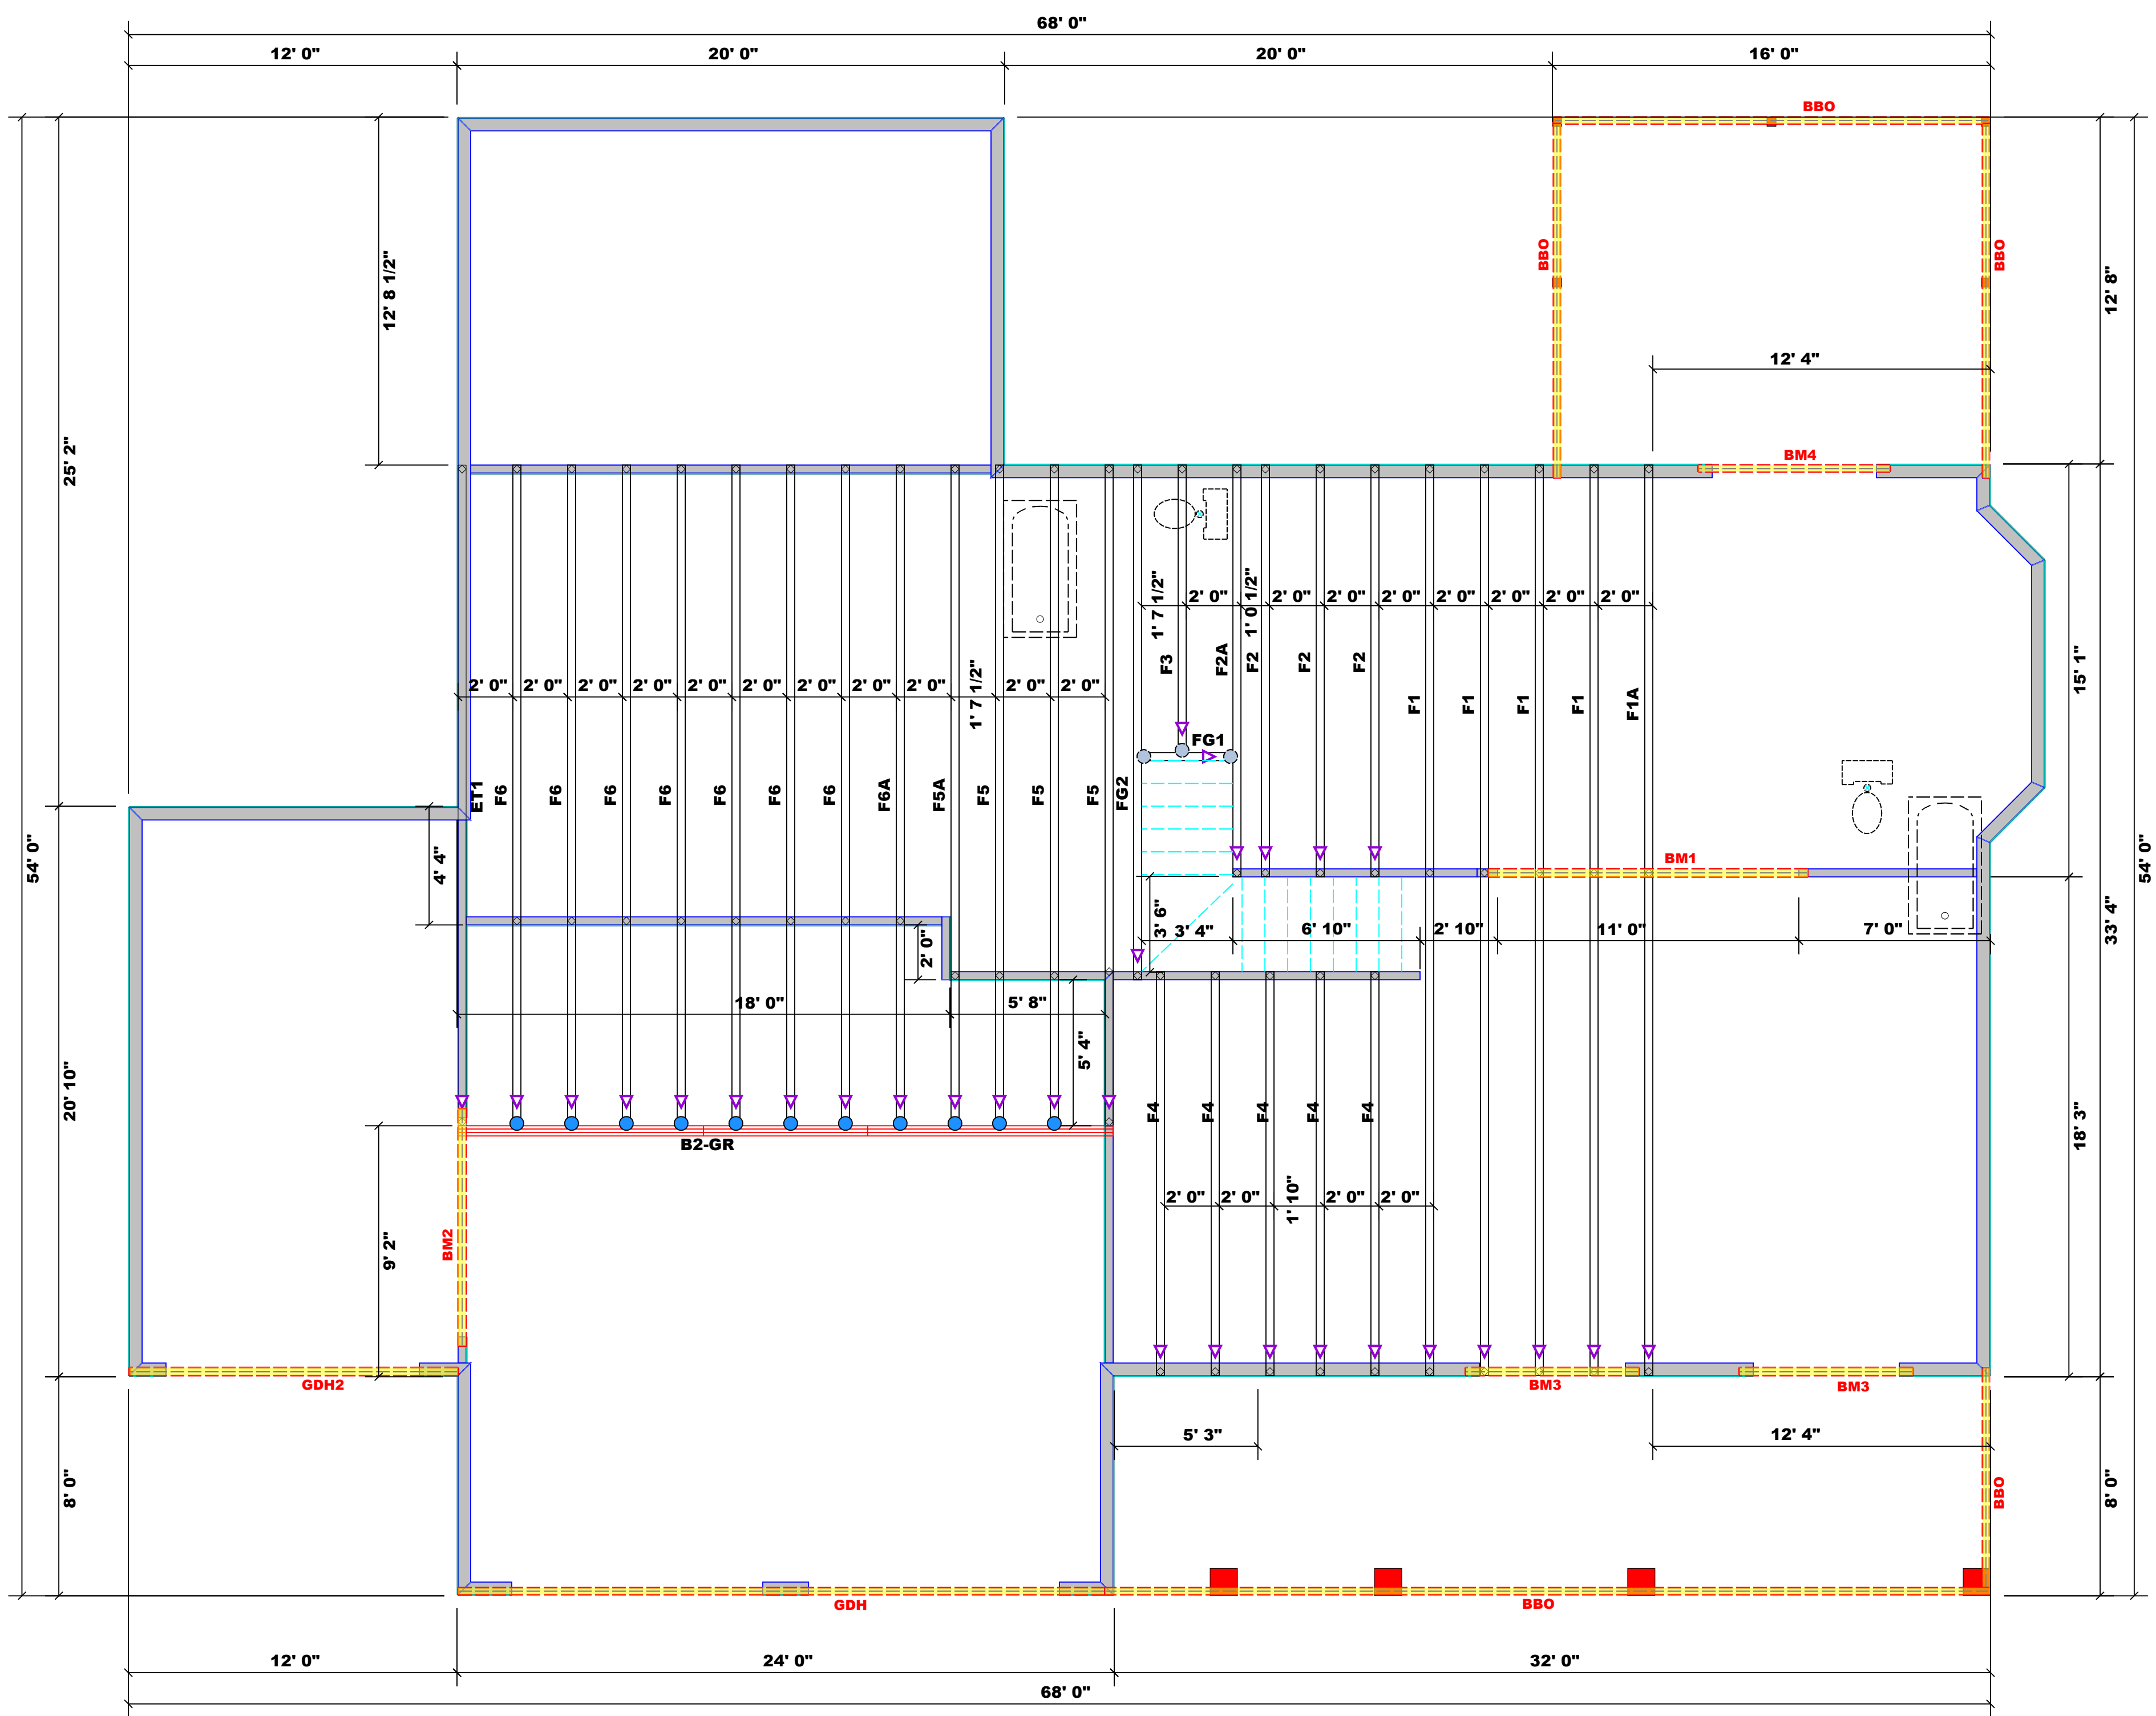 68' 0"
12' 0"
20' 0"
20' 0"
16' 0"
BBO
BBO
BBO
12' 8 1/2"
12' 8"
12' 4"
25' 2"
BM4
15' 1"
2' 0"
1' 0 1/2"
2' 0"
2' 0"
2' 0"
2' 0"
2' 0"
2' 0"
2' 0"
1' 7 1/2"
F3
F2A
F2
F2
F2
F1
F1
F1
F1
F1A
2' 0"
2' 0"
2' 0"
2' 0"
2' 0"
2' 0"
2' 0"
2' 0"
2' 0"
1' 7 1/2"
2' 0"
2' 0"
FG1
ET1
F6
F6
F6
F6
F6
F6
F6
F6A
F5A
F5
F5
F5
FG2
54' 0"
4' 4"
BM1
54' 0"
33' 4"
3' 6"
3' 4"
6' 10"
2' 10"
11' 0"
7' 0"
2' 0"
18' 0"
5' 8"
5' 4"
20' 10"
F4
F4
F4
F4
F4
18' 3"
B2-GR
2' 0"
2' 0"
1' 10"
2' 0"
2' 0"
BM2
9' 2"
GDH2
BM3
BM3
5' 3"
12' 4"
8' 0"
BBO
8' 0"
GDH
BBO
12' 0"
24' 0"
32' 0"
68' 0"